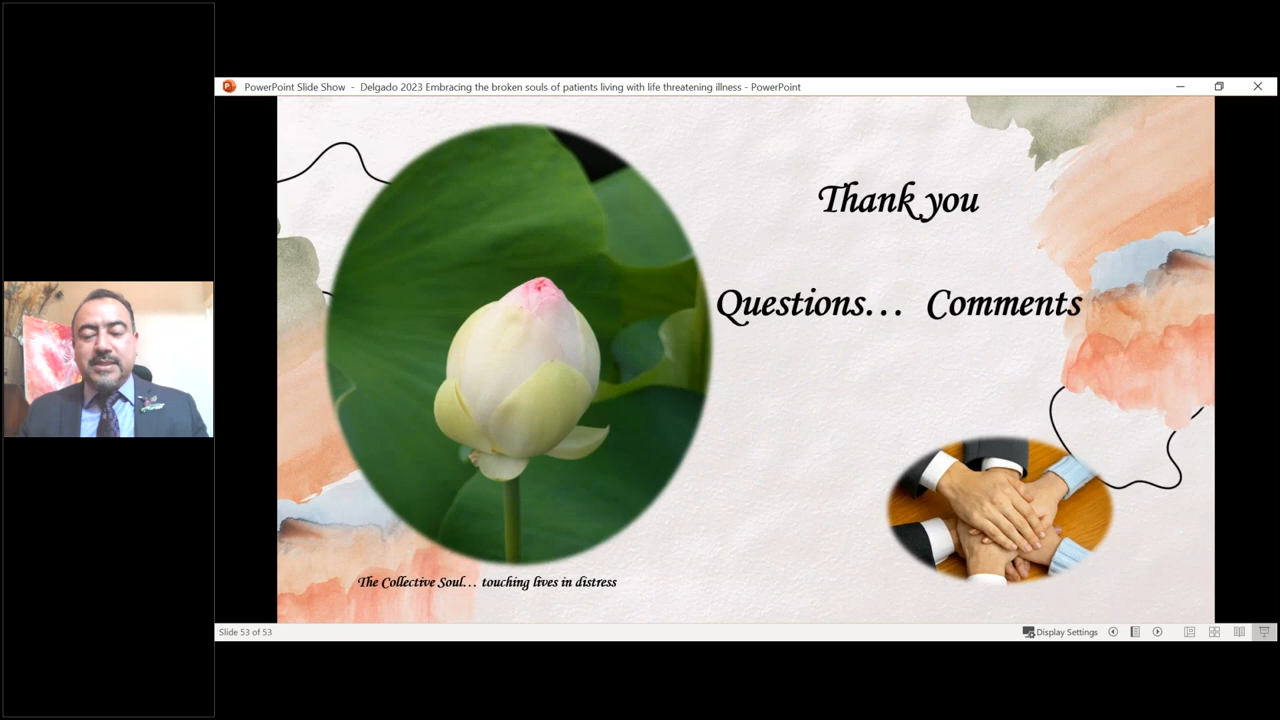 PowerPoint Slide Show - Delgado 2023 Embracing the broken souls of patients living with life threatening illness - PowerPoint
Thank you
Questions... Comments
The Collective Soul... touching lives in distress
Slide 53 of 53
Display Settings